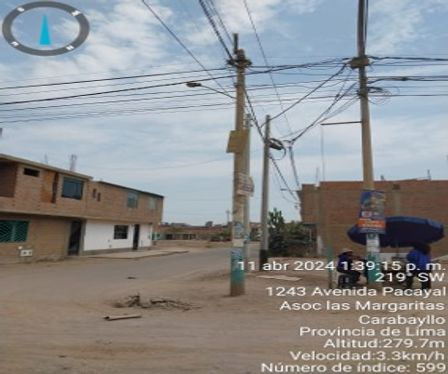 11 abr 2024 1:39:15 p. m.
219° SW
1243 Avenida Pacayal
Asoc las Margaritas
Carabayllo
Provincia de Lima
Altitud:279.7m
Velocidad:3.3km/h
Número de índice: 599